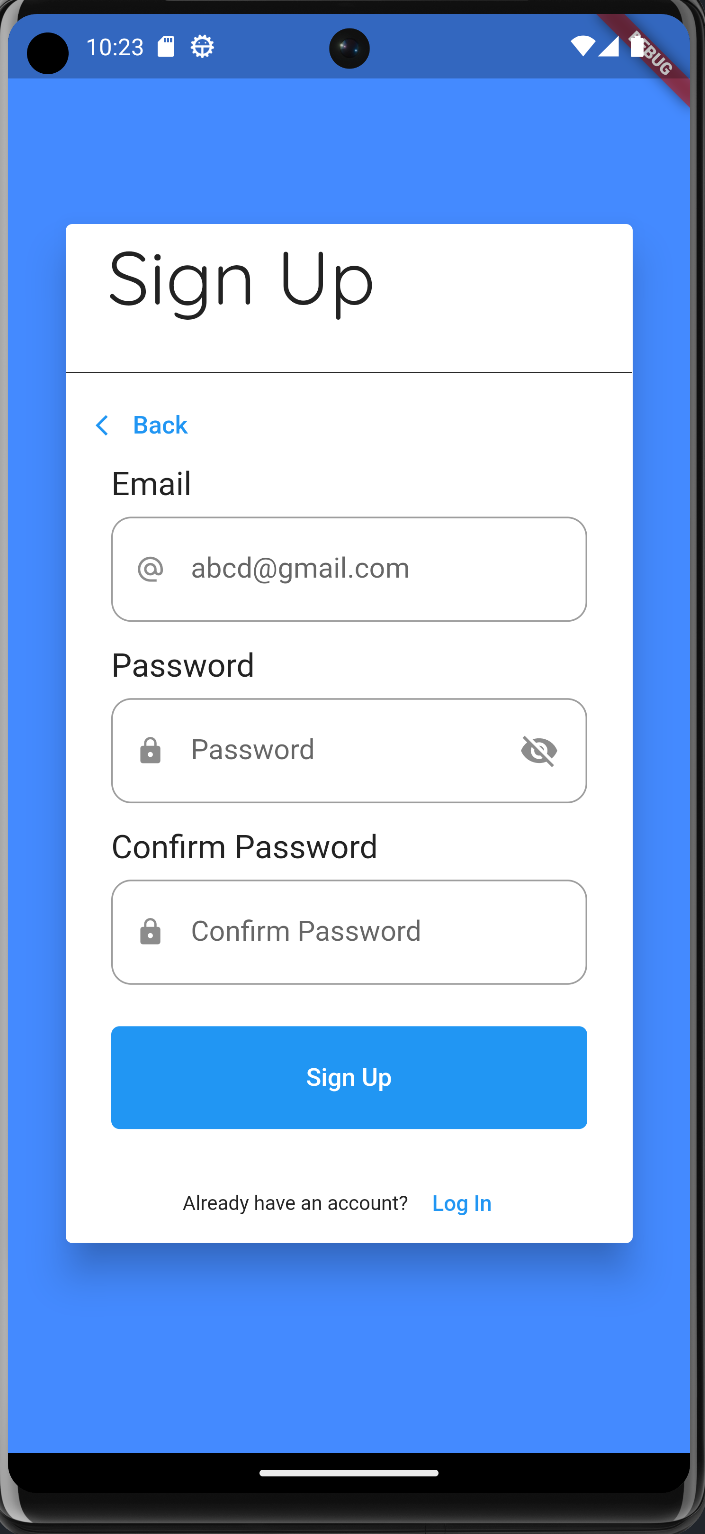 10:23
DEBUG
Sign Up
Back
Email
abcd@gmail.com
Password
Password
Confirm Password
Confirm Password
Sign Up
Already have an account? Log In